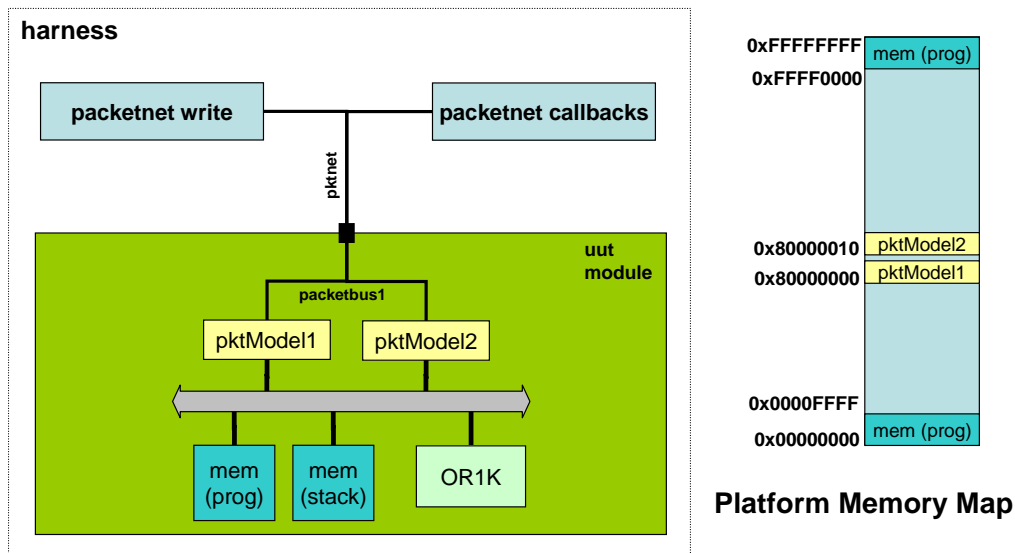 harness
packetnet write
packetnet callbacks
pktnet
uut
module
packetbus1
pktModel1
pktModel2
mem
(prog)
mem
(stack)
OR1K
0xFFFFFFFF
mem (prog)
0xFFFF0000
0x80000010
pktModel2
0x80000000
pktModel1
0x0000FFFF
mem (prog)
0x00000000
Platform Memory Map